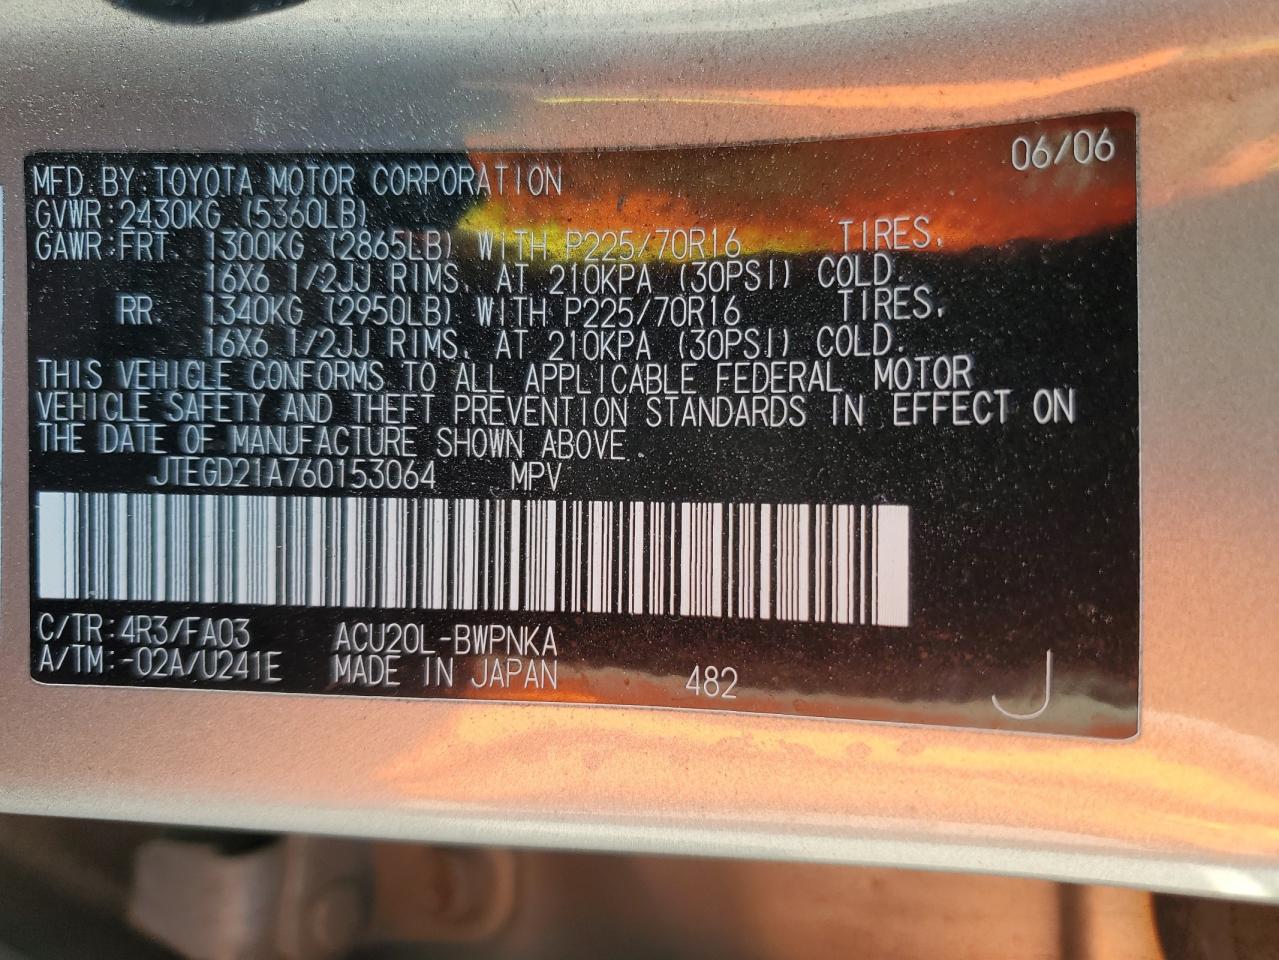 06/06
MFD. BY: TOYOTA MOTOR CORPORATION
GVWR: 2430KG (5360LB)
GAWR: FRT. 1300KG (2865LB) WITH P225/70R16 TIRES.
16X6 1/2JJ RIMS. AT 210KPA (30PSI) COLD.
RR. 1340KG (2950LB) WITH P225/70R16 TIRES.
16X6 1/2JJ RIMS. AT 210KPA (30PSI) COLD.
THIS VEHICLE CONFORMS TO ALL APPLICABLE FEDERAL MOTOR
VEHICLE SAFETY AND THEFT PREVENTION STANDARDS IN EFFECT ON
THE DATE OF MANUFACTURE SHOWN ABOVE.
JTEGD21A760153064 MPV
C/TR: 4R3/FA03 ACU20L-BWPNKA
A/TM: -02A/U241E MADE IN JAPAN 482 J